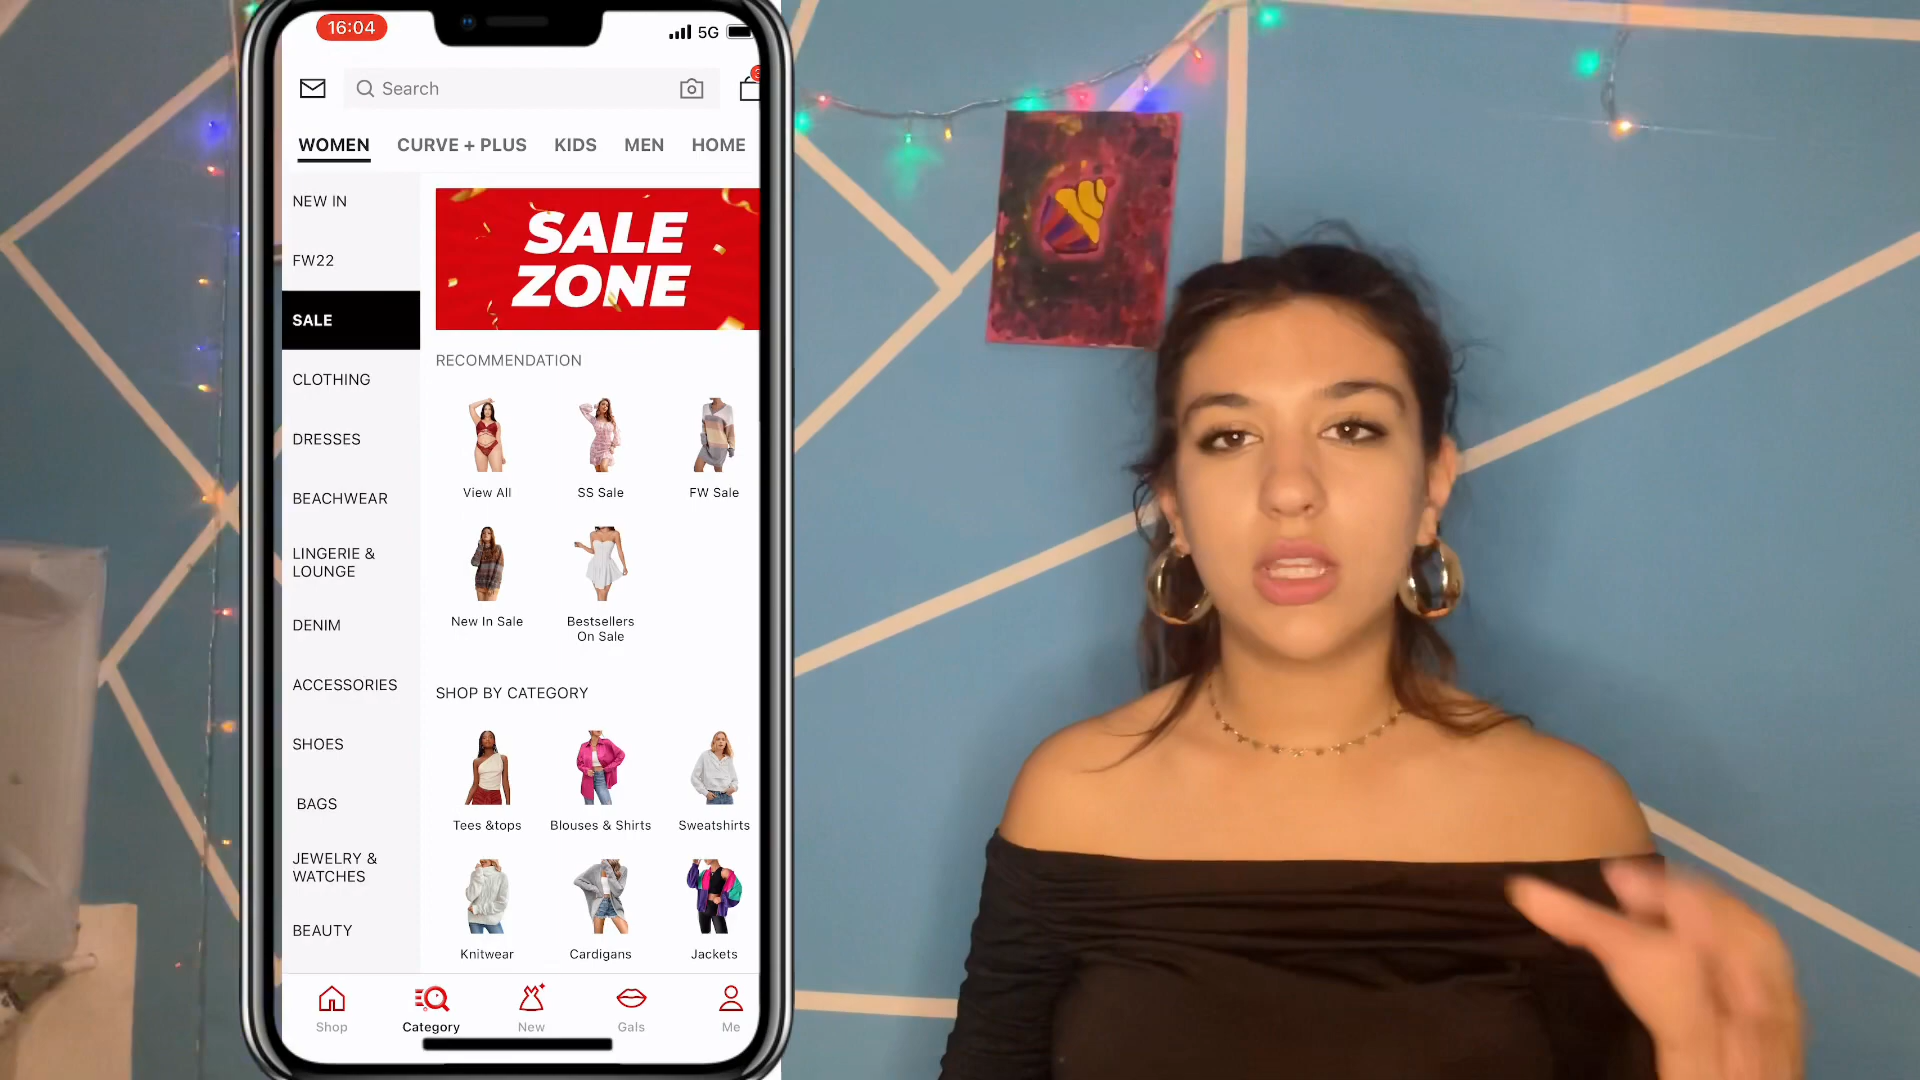 16:04
5G
Search
WOMEN CURVE + PLUS KIDS MEN HOME
NEW IN
FW22
SALE
CLOTHING
DRESSES
BEACHWEAR
LINGERIE &
LOUNGE
DENIM
ACCESSORIES
SHOES
BAGS
JEWELRY &
WATCHES
BEAUTY
SALE
ZONE
RECOMMENDATION
View All SS Sale FW Sale
New In Sale Bestsellers
On Sale
SHOP BY CATEGORY
Tees &tops Blouses & Shirts Sweatshirts
Knitwear Cardigans Jackets
Shop Category New Gals Me